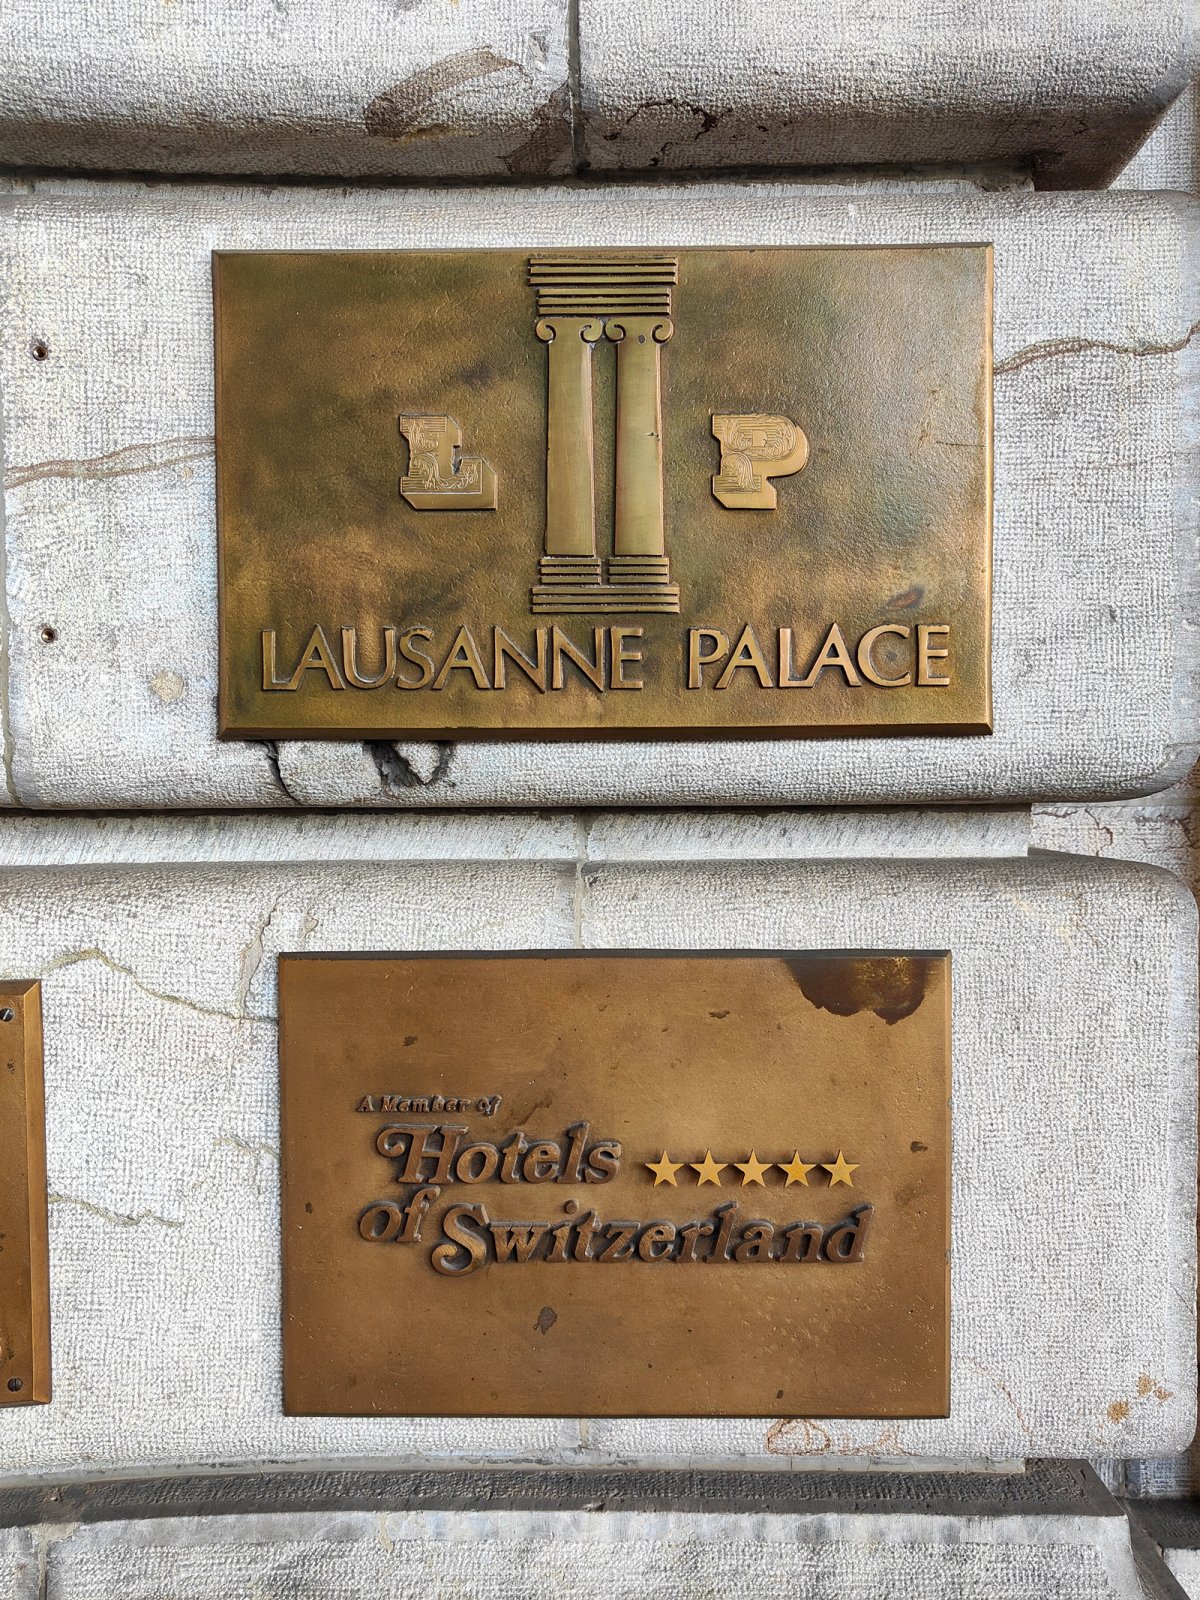 L P
LAUSANNE PALACE
A Member of
Hotels ★★★★★
of Switzerland